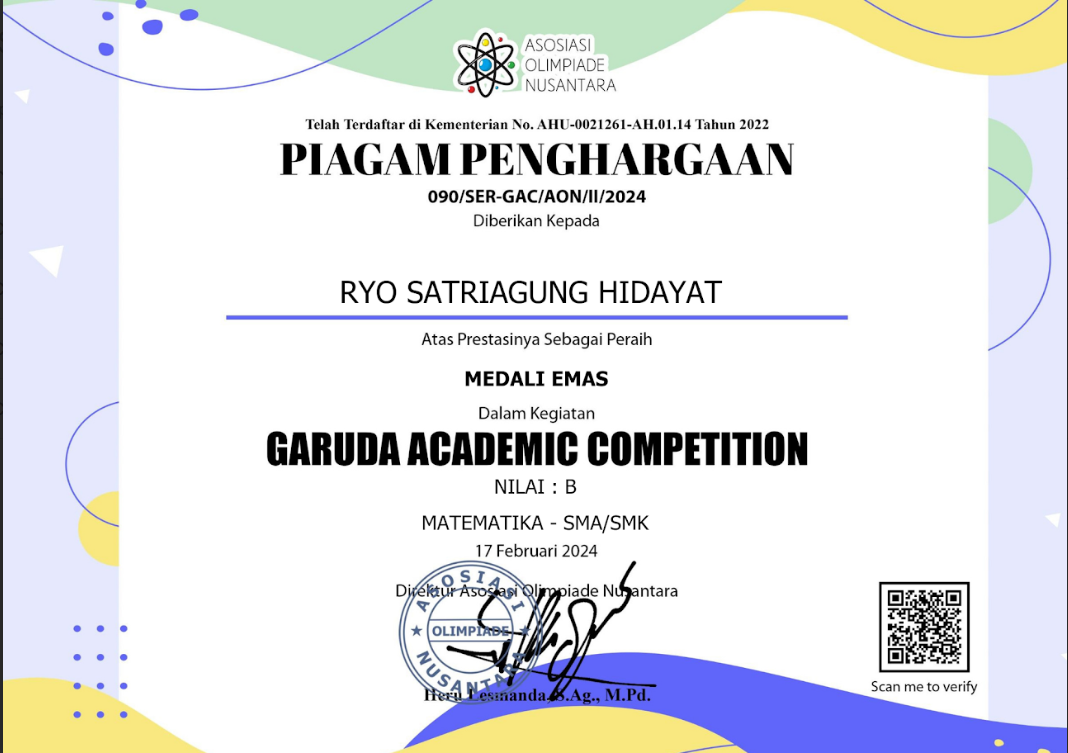 ASOSIASI
OLIMPIADE
NUSANTARA
Telah Terdaftar di Kementerian No. AHU-0021261-AH.01.14 Tahun 2022
PIAGAM PENGHARGAAN
090/SER-GAC/AON/II/2024
Diberikan Kepada
RYO SATRIAGUNG HIDAYAT
Atas Prestasinya Sebagai Peraih
MEDALI EMAS
Dalam Kegiatan
GARUDA ACADEMIC COMPETITION
NILAI : B
MATEMATIKA - SMA/SMK
17 Februari 2024
Direktur Asosiasi Olimpiade Nusantara
ASOSIASI
OLIMPIADE
NUSANTARA
Heru Lesmanda, S.Ag., M.Pd.
Scan me to verify